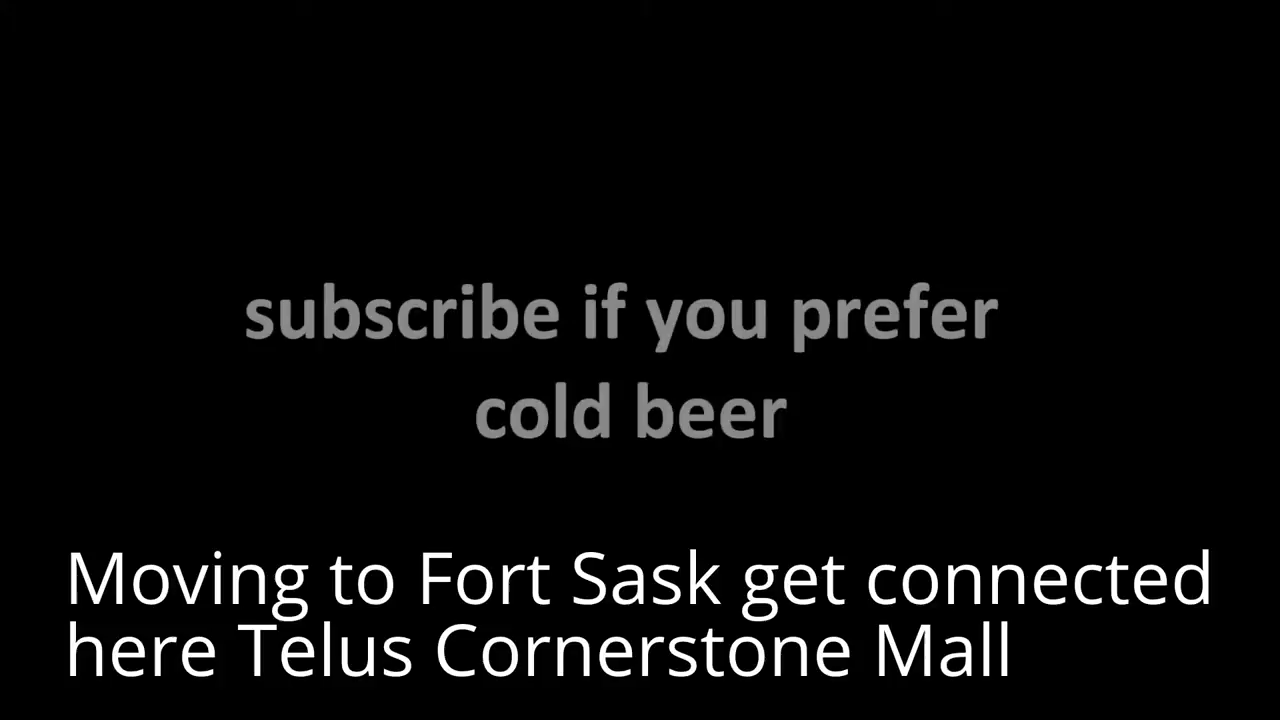 subscribe if you prefer
cold beer
Moving to Fort Sask get connected
here Telus Cornerstone Mall